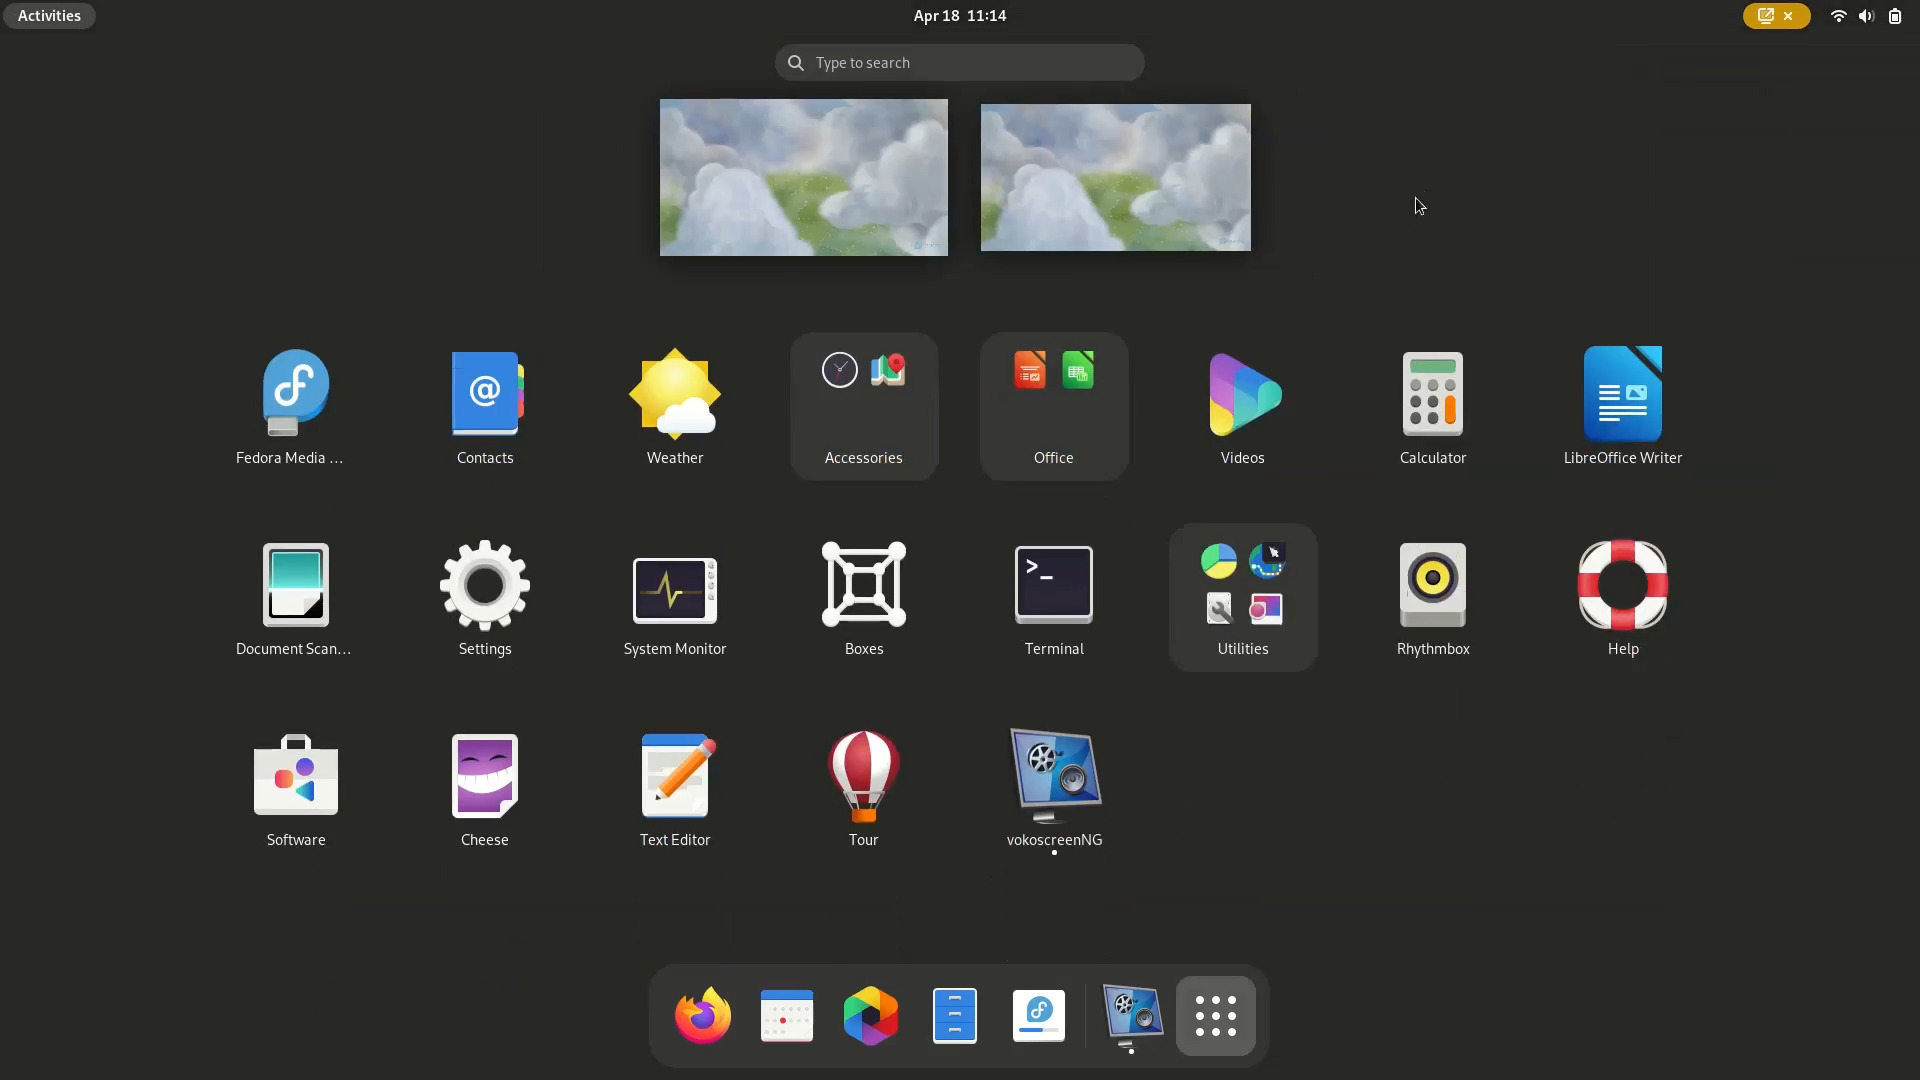 Activities
Apr 18 11:14
Type to search
Fedora Media ...
Contacts
Weather
Accessories
Office
Videos
Calculator
LibreOffice Writer
Document Scan...
Settings
System Monitor
Boxes
Terminal
Utilities
Rhythmbox
Help
Software
Cheese
Text Editor
Tour
vokoscreenNG